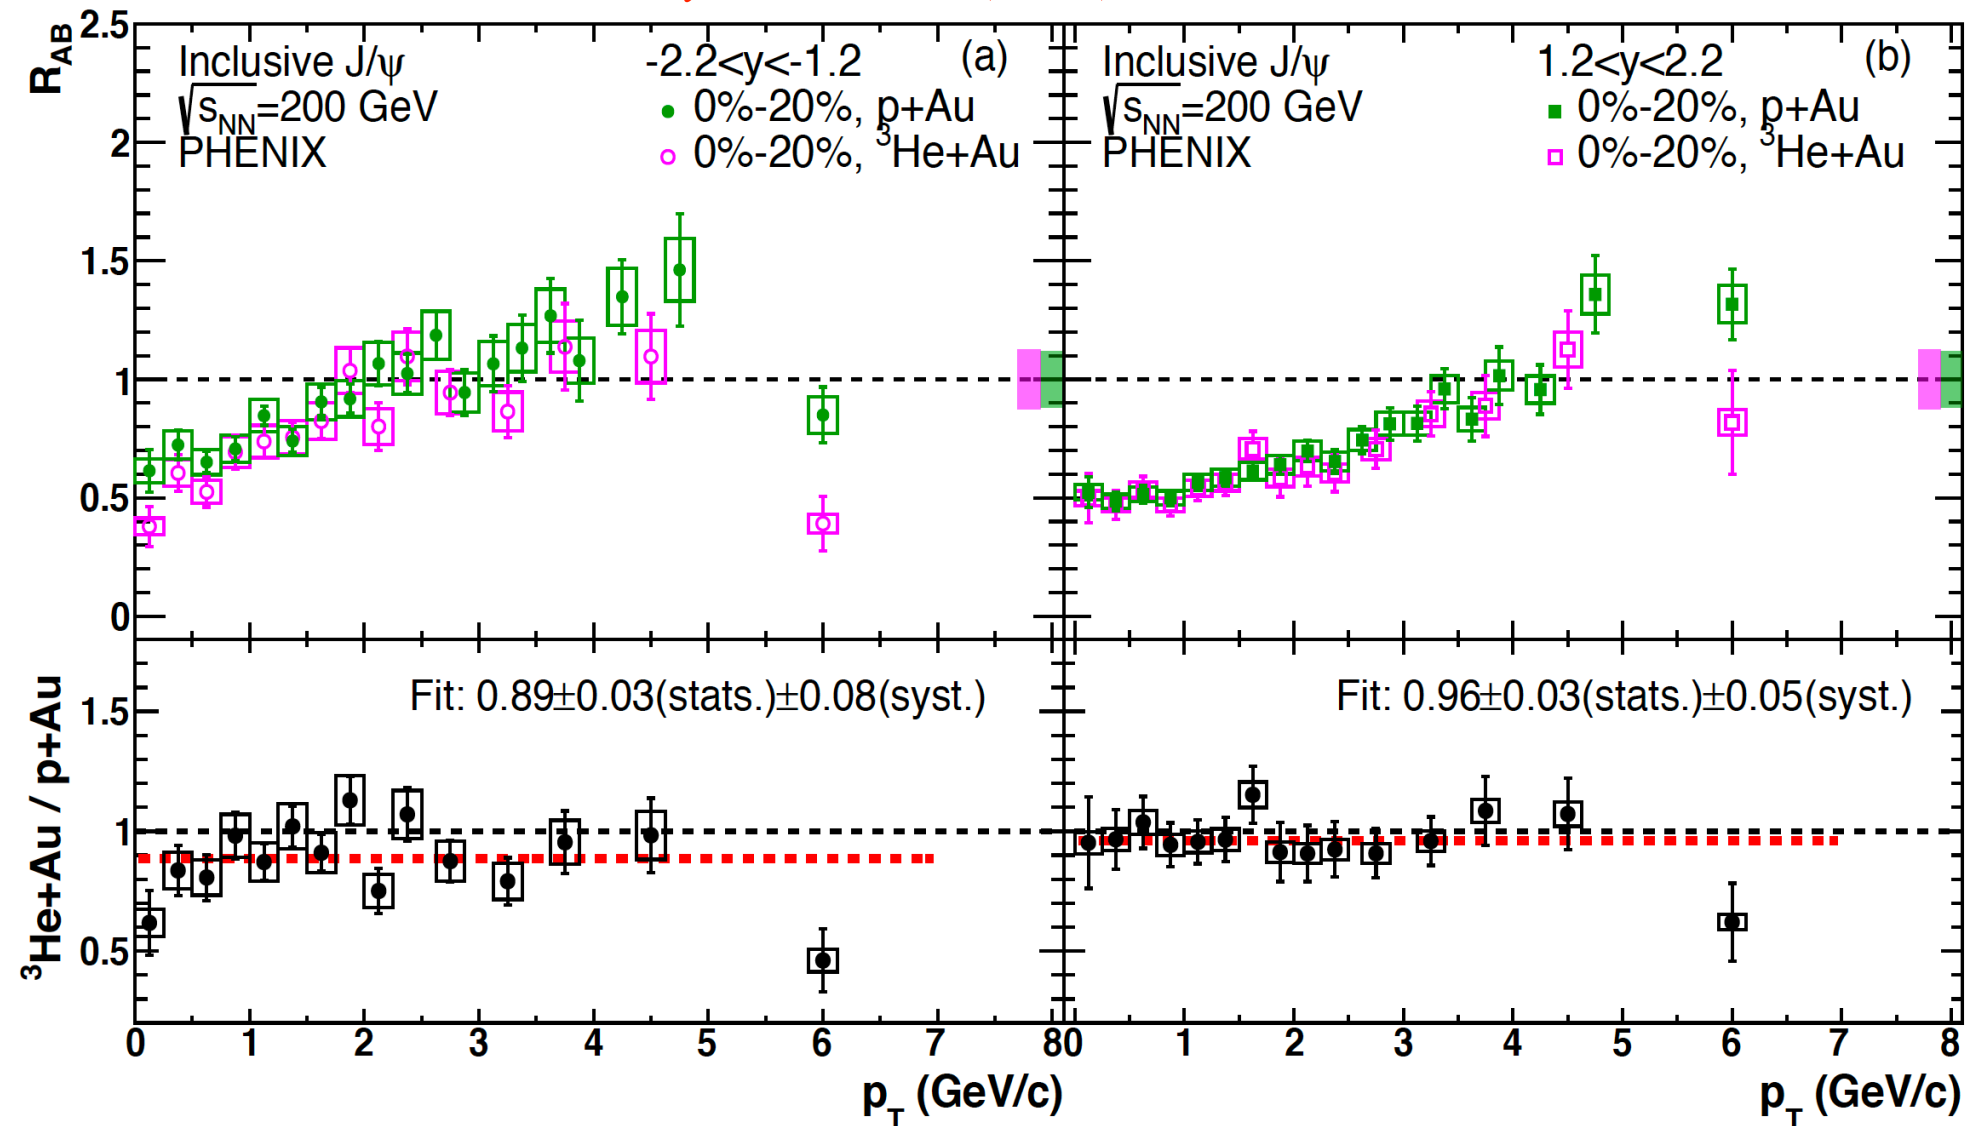 R_AB
2.5
2
1.5
1
0.5
0
Inclusive J/ψ
√s_NN=200 GeV
PHENIX
-2.2<y<-1.2
(a)
0%-20%, p+Au
0%-20%, ³He+Au
Inclusive J/ψ
√s_NN=200 GeV
PHENIX
1.2<y<2.2
(b)
0%-20%, p+Au
0%-20%, ³He+Au
³He+Au / p+Au
1.5
1
0.5
Fit: 0.89±0.03(stats.)±0.08(syst.)
Fit: 0.96±0.03(stats.)±0.05(syst.)
0 1 2 3 4 5 6 7 8
0 1 2 3 4 5 6 7 8
p_T (GeV/c)
p_T (GeV/c)